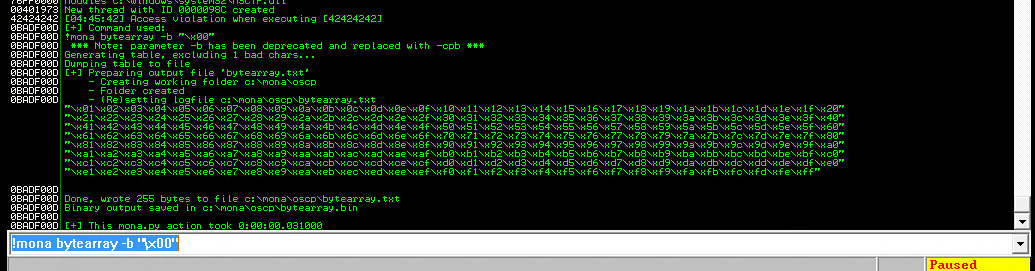 76FF0000 Modules C:\Windows\system32\MSCTF.dll
00401973 New thread with ID 0000098C created
42424242 [04:45:42] Access violation when executing [42424242]
0BADF00D [+] Command used:
0BADF00D !mona bytearray -b "\x00"
0BADF00D *** Note: parameter -b has been deprecated and replaced with -cpb ***
0BADF00D Generating table, excluding 1 bad chars...
0BADF00D Dumping table to file
0BADF00D [+] Preparing output file 'bytearray.txt'
0BADF00D - Creating working folder c:\mona\oscp
0BADF00D - Folder created
0BADF00D - (Re)setting logfile c:\mona\oscp\bytearray.txt
"\x01\x02\x03\x04\x05\x06\x07\x08\x09\x0a\x0b\x0c\x0d\x0e\x0f\x10\x11\x12\x13\x14\x15\x16\x17\x18\x19\x1a\x1b\x1c\x1d\x1e\x1f\x20"
"\x21\x22\x23\x24\x25\x26\x27\x28\x29\x2a\x2b\x2c\x2d\x2e\x2f\x30\x31\x32\x33\x34\x35\x36\x37\x38\x39\x3a\x3b\x3c\x3d\x3e\x3f\x40"
"\x41\x42\x43\x44\x45\x46\x47\x48\x49\x4a\x4b\x4c\x4d\x4e\x4f\x50\x51\x52\x53\x54\x55\x56\x57\x58\x59\x5a\x5b\x5c\x5d\x5e\x5f\x60"
"\x61\x62\x63\x64\x65\x66\x67\x68\x69\x6a\x6b\x6c\x6d\x6e\x6f\x70\x71\x72\x73\x74\x75\x76\x77\x78\x79\x7a\x7b\x7c\x7d\x7e\x7f\x80"
"\x81\x82\x83\x84\x85\x86\x87\x88\x89\x8a\x8b\x8c\x8d\x8e\x8f\x90\x91\x92\x93\x94\x95\x96\x97\x98\x99\x9a\x9b\x9c\x9d\x9e\x9f\xa0"
"\xa1\xa2\xa3\xa4\xa5\xa6\xa7\xa8\xa9\xaa\xab\xac\xad\xae\xaf\xb0\xb1\xb2\xb3\xb4\xb5\xb6\xb7\xb8\xb9\xba\xbb\xbc\xbd\xbe\xbf\xc0"
"\xc1\xc2\xc3\xc4\xc5\xc6\xc7\xc8\xc9\xca\xcb\xcc\xcd\xce\xcf\xd0\xd1\xd2\xd3\xd4\xd5\xd6\xd7\xd8\xd9\xda\xdb\xdc\xdd\xde\xdf\xe0"
"\xe1\xe2\xe3\xe4\xe5\xe6\xe7\xe8\xe9\xea\xeb\xec\xed\xee\xef\xf0\xf1\xf2\xf3\xf4\xf5\xf6\xf7\xf8\xf9\xfa\xfb\xfc\xfd\xfe\xff"
0BADF00D
0BADF00D Done, wrote 255 bytes to file c:\mona\oscp\bytearray.txt
0BADF00D Binary output saved in c:\mona\oscp\bytearray.bin
0BADF00D
0BADF00D [+] This mona.py action took 0:00:00.031000
!mona bytearray -b "\x00"
Paused